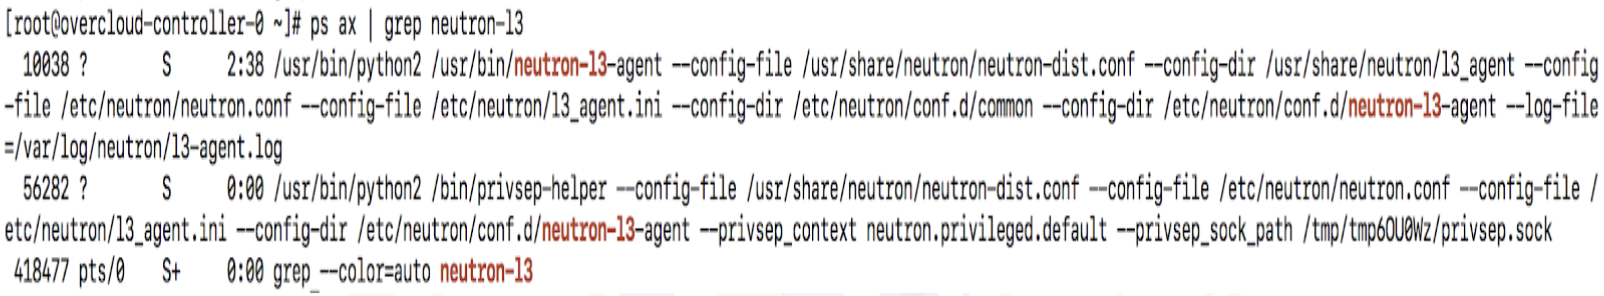 [root@overcloud-controller-0 ~]# ps ax | grep neutron-l3
10038 ? S 2:38 /usr/bin/python2 /usr/bin/neutron-l3-agent --config-file /usr/share/neutron/neutron-dist.conf --config-dir /usr/share/neutron/l3_agent --config
-file /etc/neutron/neutron.conf --config-file /etc/neutron/l3_agent.ini --config-dir /etc/neutron/conf.d/common --config-dir /etc/neutron/conf.d/neutron-l3-agent --log-file
=/var/log/neutron/l3-agent.log
56282 ? S 0:00 /usr/bin/python2 /bin/privsep-helper --config-file /usr/share/neutron/neutron-dist.conf --config-file /etc/neutron/neutron.conf --config-file /
etc/neutron/l3_agent.ini --config-dir /etc/neutron/conf.d/neutron-l3-agent --privsep_context neutron.privileged.default --privsep_sock_path /tmp/tmp6OU0Wz/privsep.sock
418477 pts/0 S+ 0:00 grep --color=auto neutron-l3